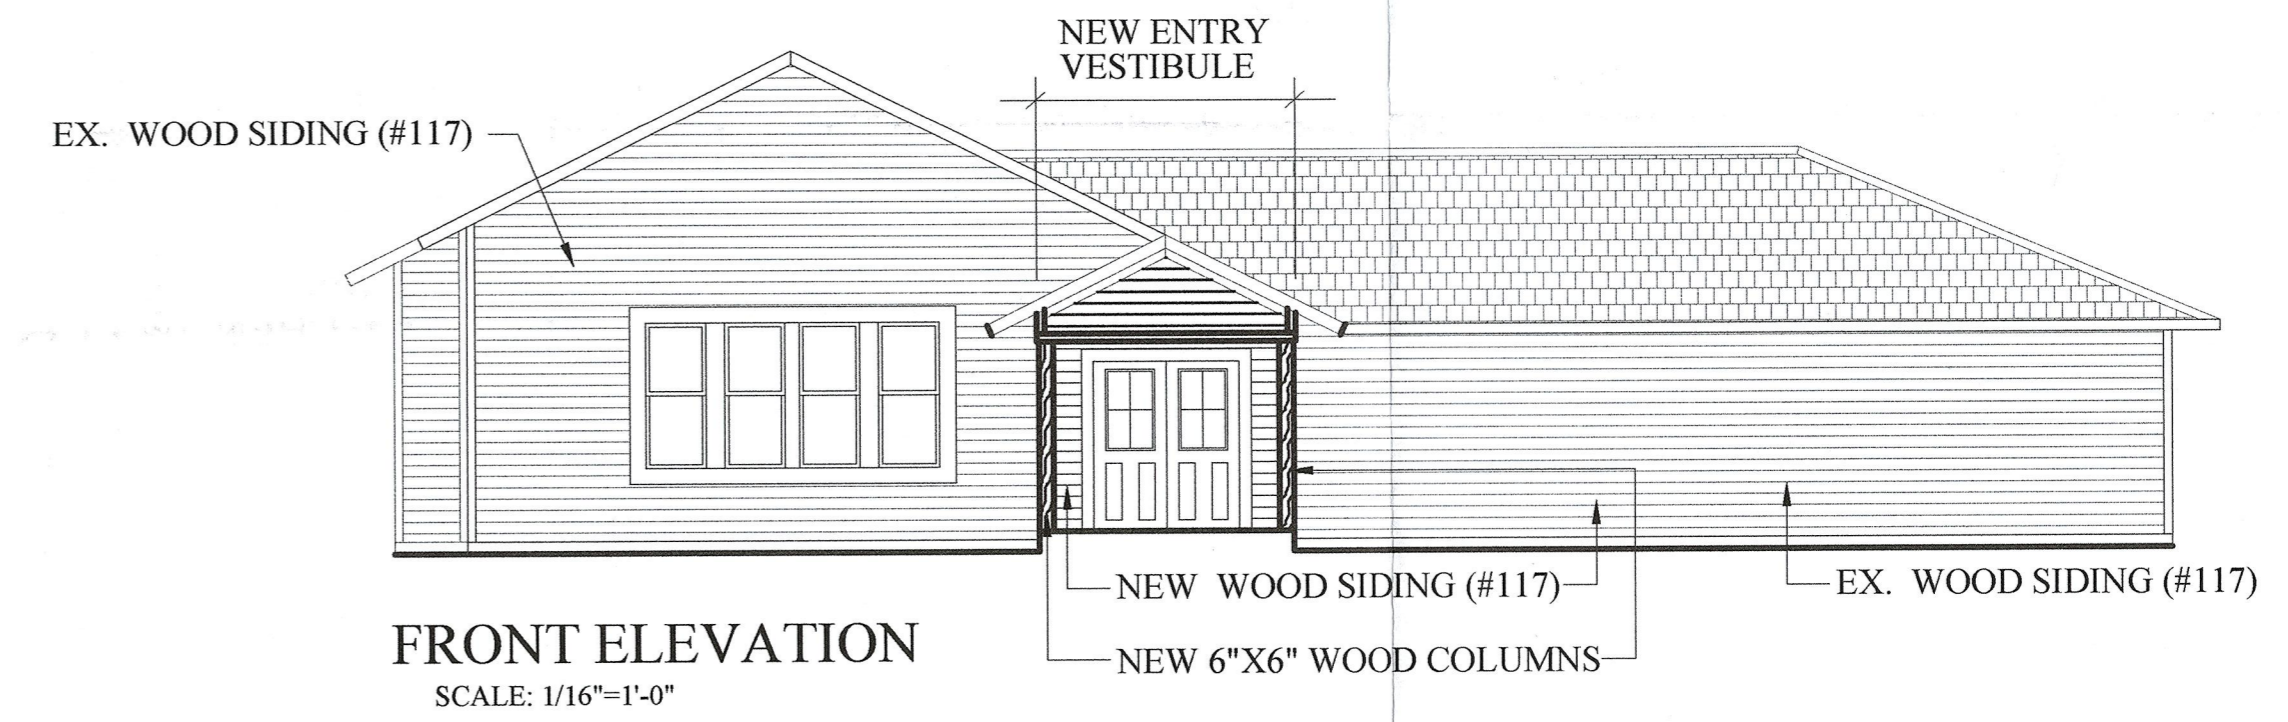 NEW ENTRY
VESTIBULE
EX. WOOD SIDING (#117)
NEW WOOD SIDING (#117)
EX. WOOD SIDING (#117)
NEW 6"X6" WOOD COLUMNS
FRONT ELEVATION
SCALE: 1/16"=1'-0"